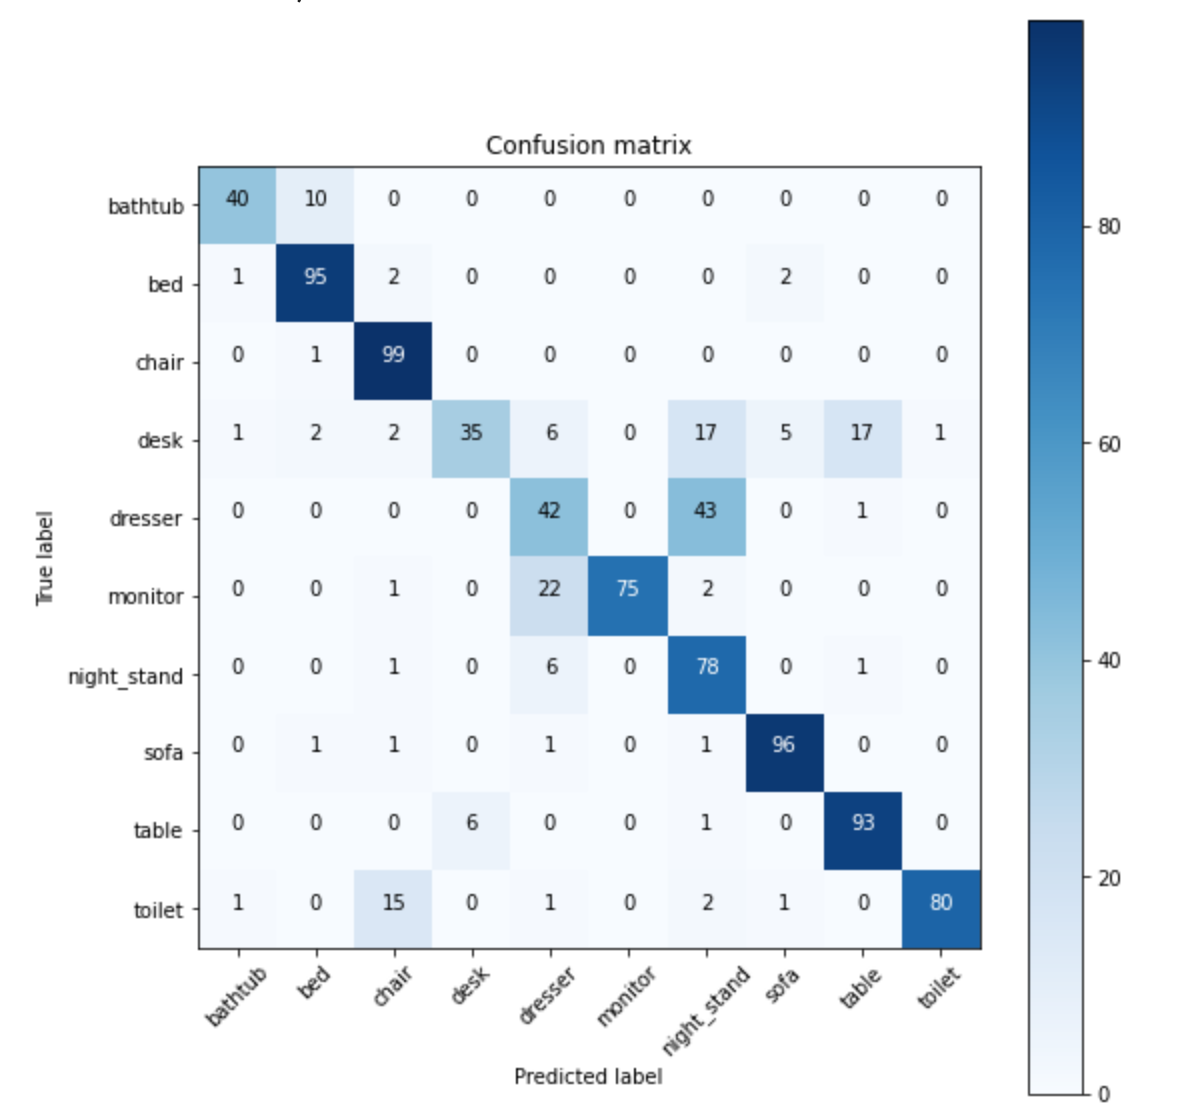 Confusion matrix
bathtub 40 10 0 0 0 0 0 0 0 0
bed 1 95 2 0 0 0 0 2 0 0
chair 0 1 99 0 0 0 0 0 0 0
desk 1 2 2 35 6 0 17 5 17 1
dresser 0 0 0 0 42 0 43 0 1 0
monitor 0 0 1 0 22 75 2 0 0 0
night_stand 0 0 1 0 6 0 78 0 1 0
sofa 0 1 1 0 1 0 1 96 0 0
table 0 0 0 6 0 0 1 0 93 0
toilet 1 0 15 0 1 0 2 1 0 80
True label
bathtub bed chair desk dresser monitor night_stand sofa table toilet
Predicted label
80
60
40
20
0